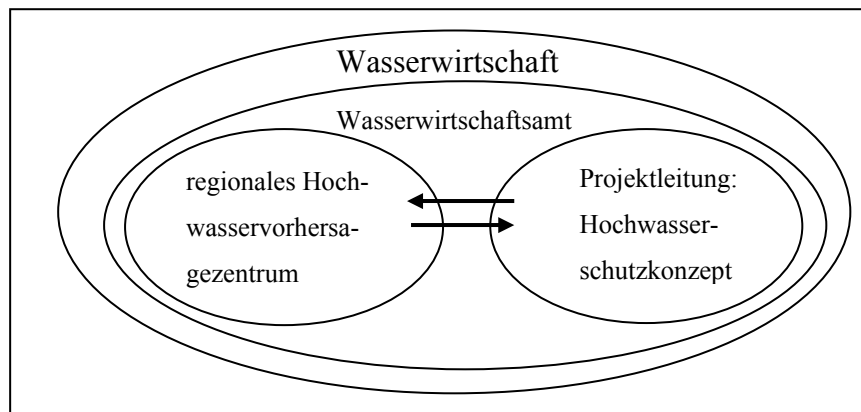 Wasserwirtschaft
Wasserwirtschaftsamt
regionales Hoch-
wasservorhersa-
gezentrum
Projektleitung:
Hochwasser-
schutzkonzept